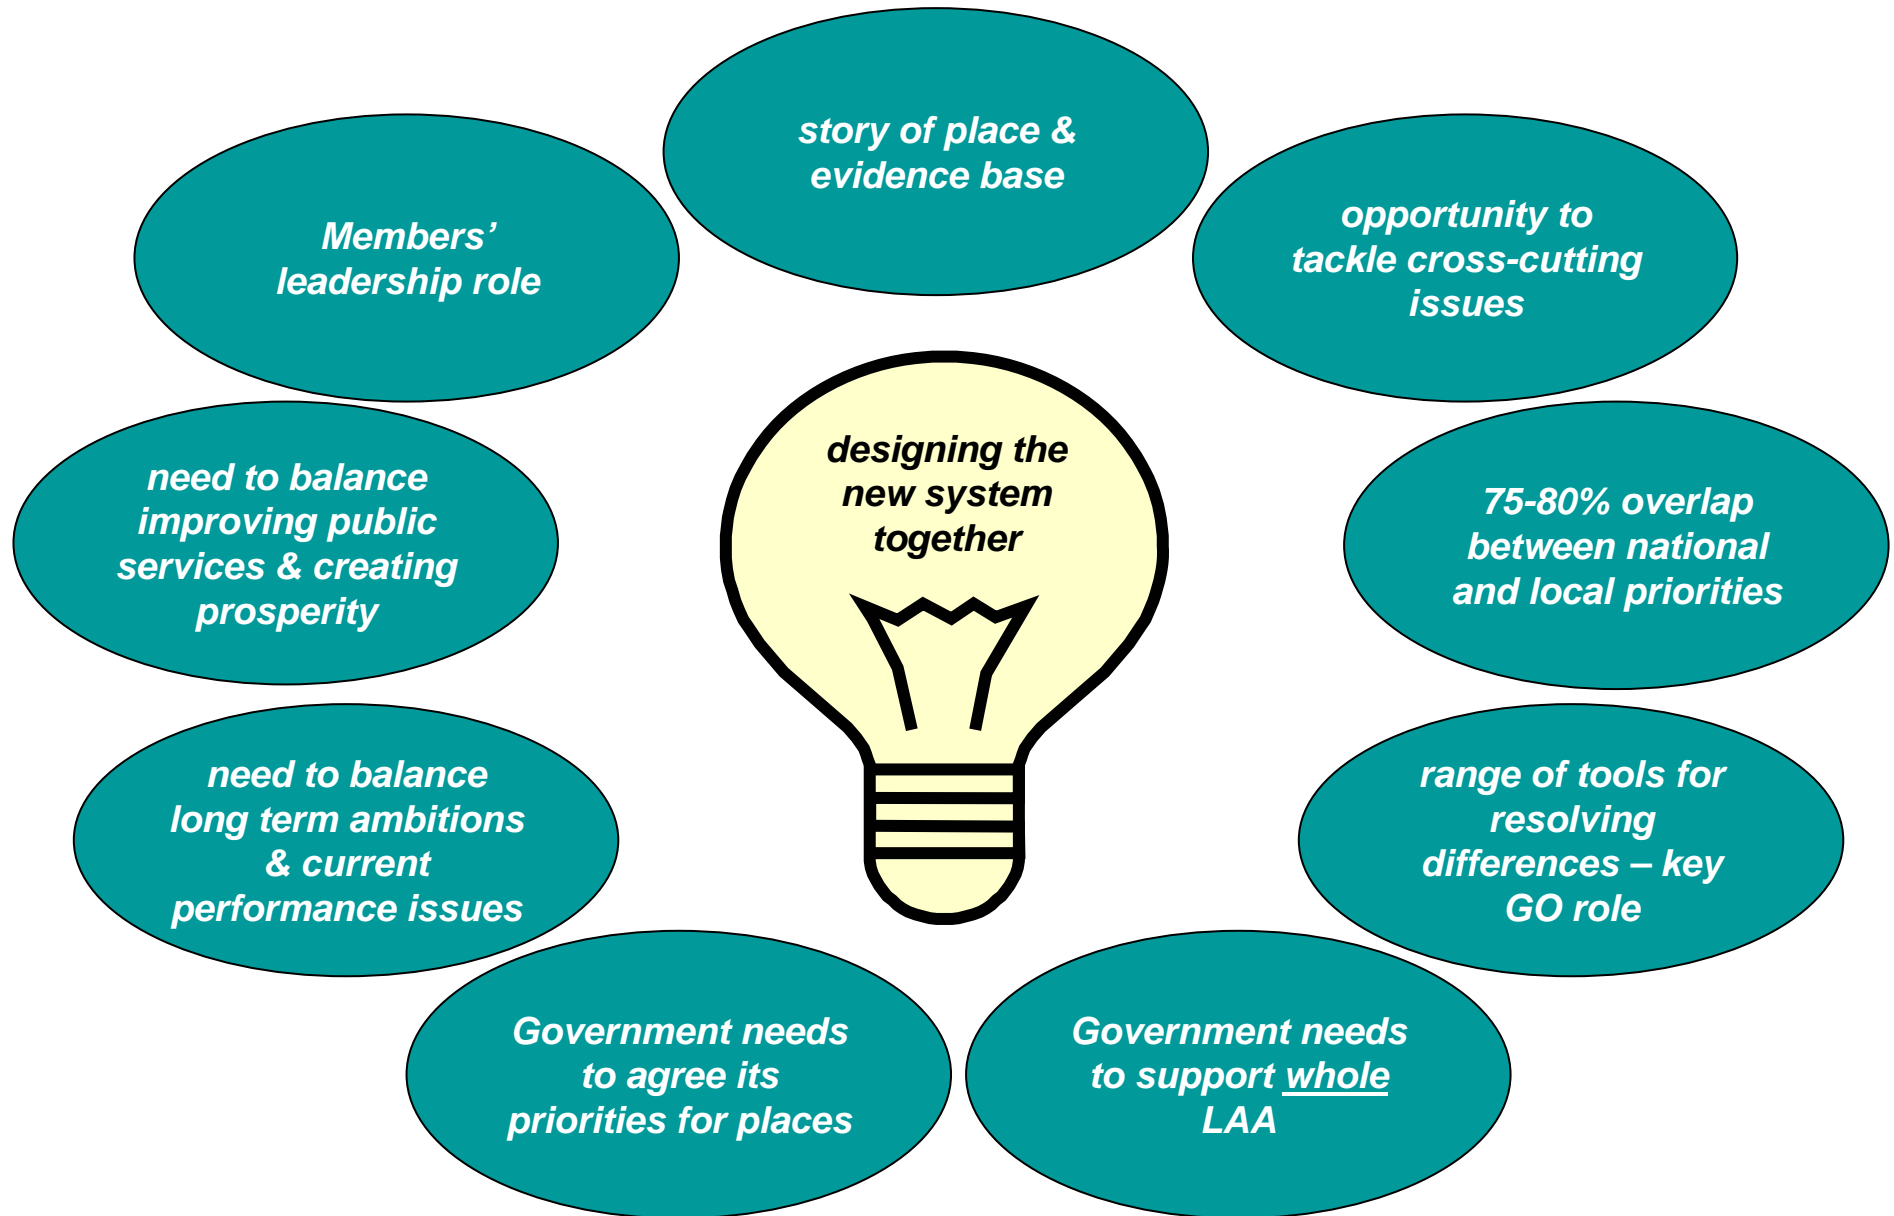 story of place &
evidence base
Members’
leadership role
opportunity to
tackle cross-cutting
issues
designing the
new system
together
need to balance
improving public
services & creating
prosperity
75-80% overlap
between national
and local priorities
need to balance
long term ambitions
& current
performance issues
range of tools for
resolving
differences – key
GO role
Government needs
to agree its
priorities for places
Government needs
to support whole
LAA